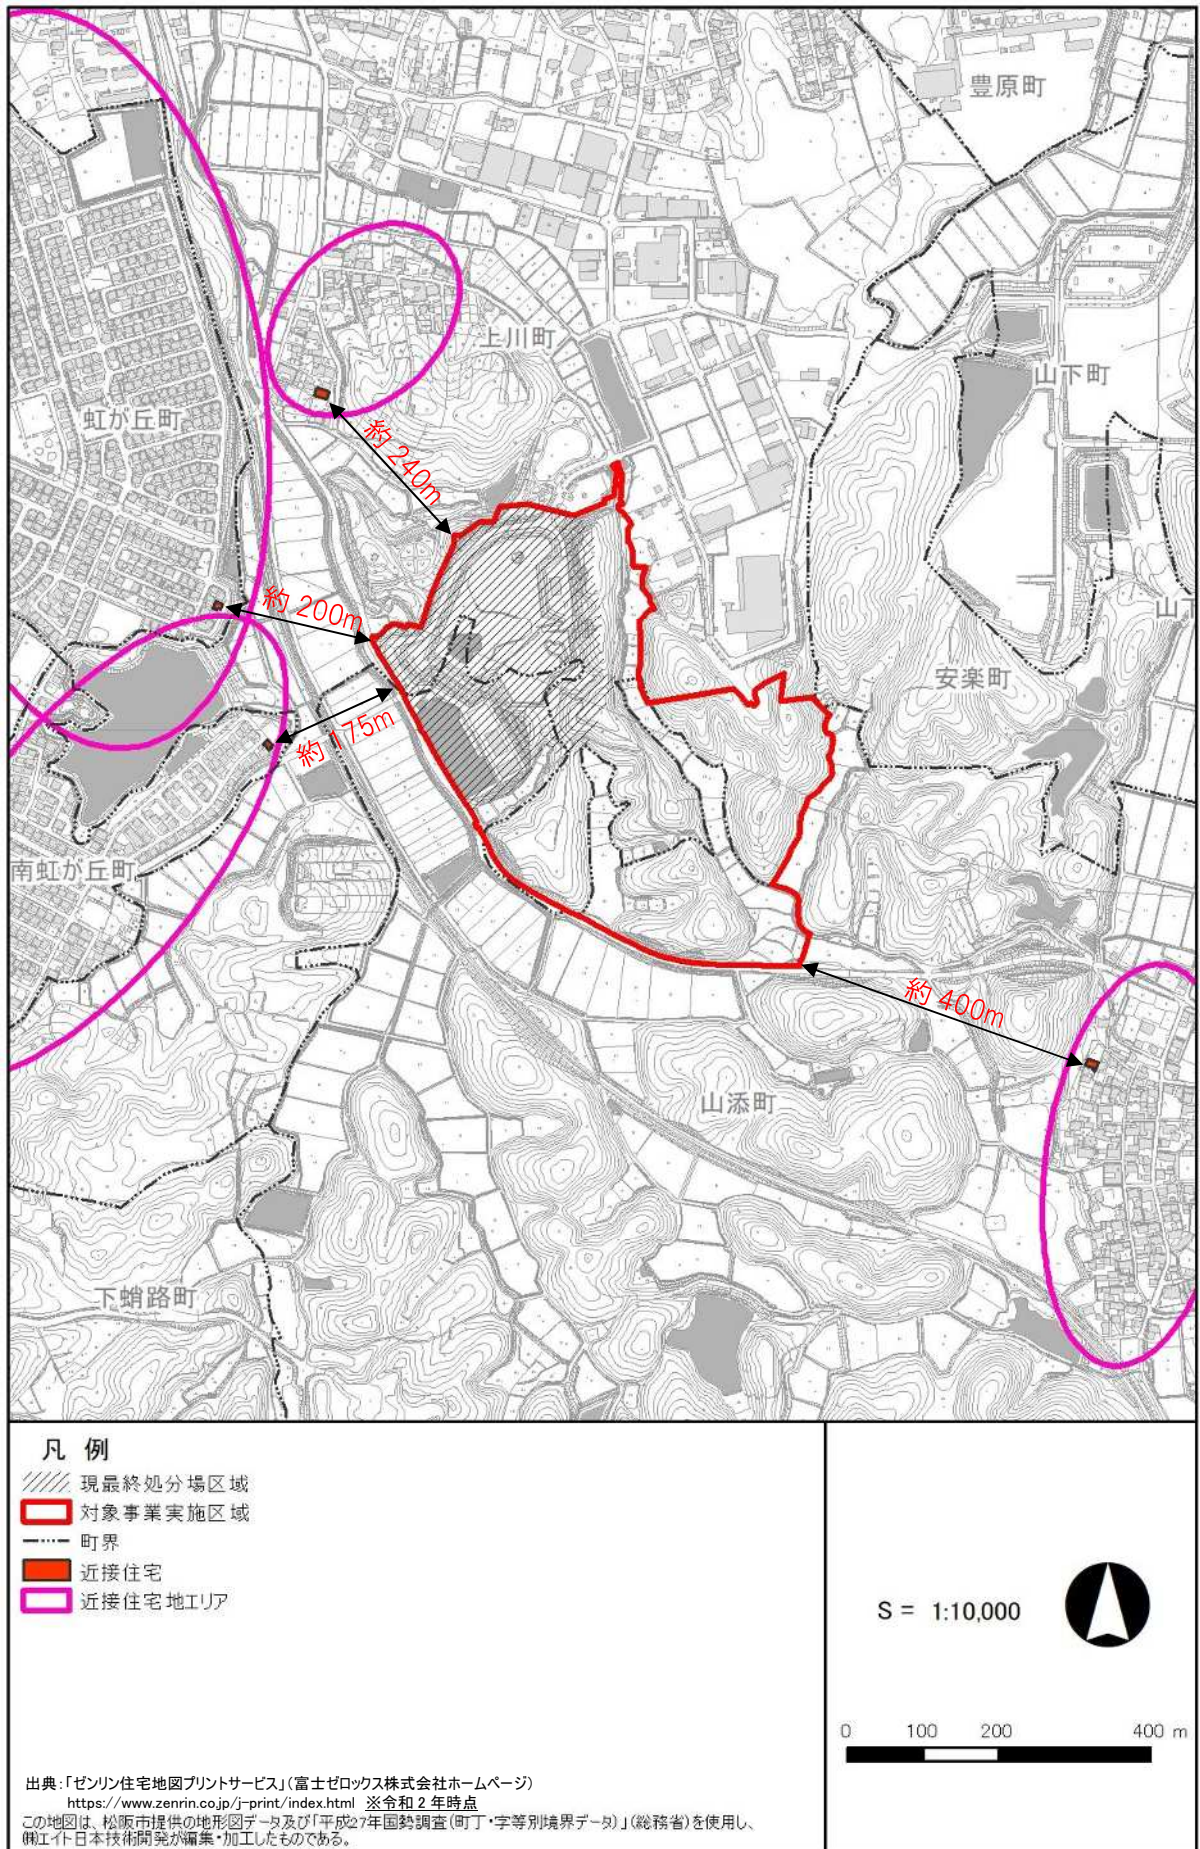 豊原町
上川町
山下町
虹が丘町
約 240m
約 200m
山下
安楽町
約 175m
南虹が丘町
約 400m
山添町
下蛸路町
凡 例
現最終処分場区域
対象事業実施区域
町界
近接住宅
近接住宅地エリア
S = 1:10,000
0 100 200 400 m
出典:「ゼンリン住宅地図プリントサービス」(富士ゼロックス株式会社ホームページ)
https://www.zenrin.co.jp/j-print/index.html ※令和２年時点
この地図は、松阪市提供の地形図データ及び「平成27年国勢調査(町丁・字等別境界データ)」(総務省)を使用し、
㈱エイト日本技術開発が編集・加工したものである。